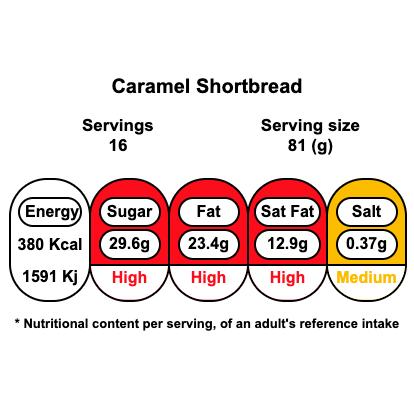 Caramel Shortbread
Servings Serving size
16 81 (g)
Energy Sugar Fat Sat Fat Salt
380 Kcal 29.6g 23.4g 12.9g 0.37g
1591 Kj High High High Medium
* Nutritional content per serving, of an adult's reference intake